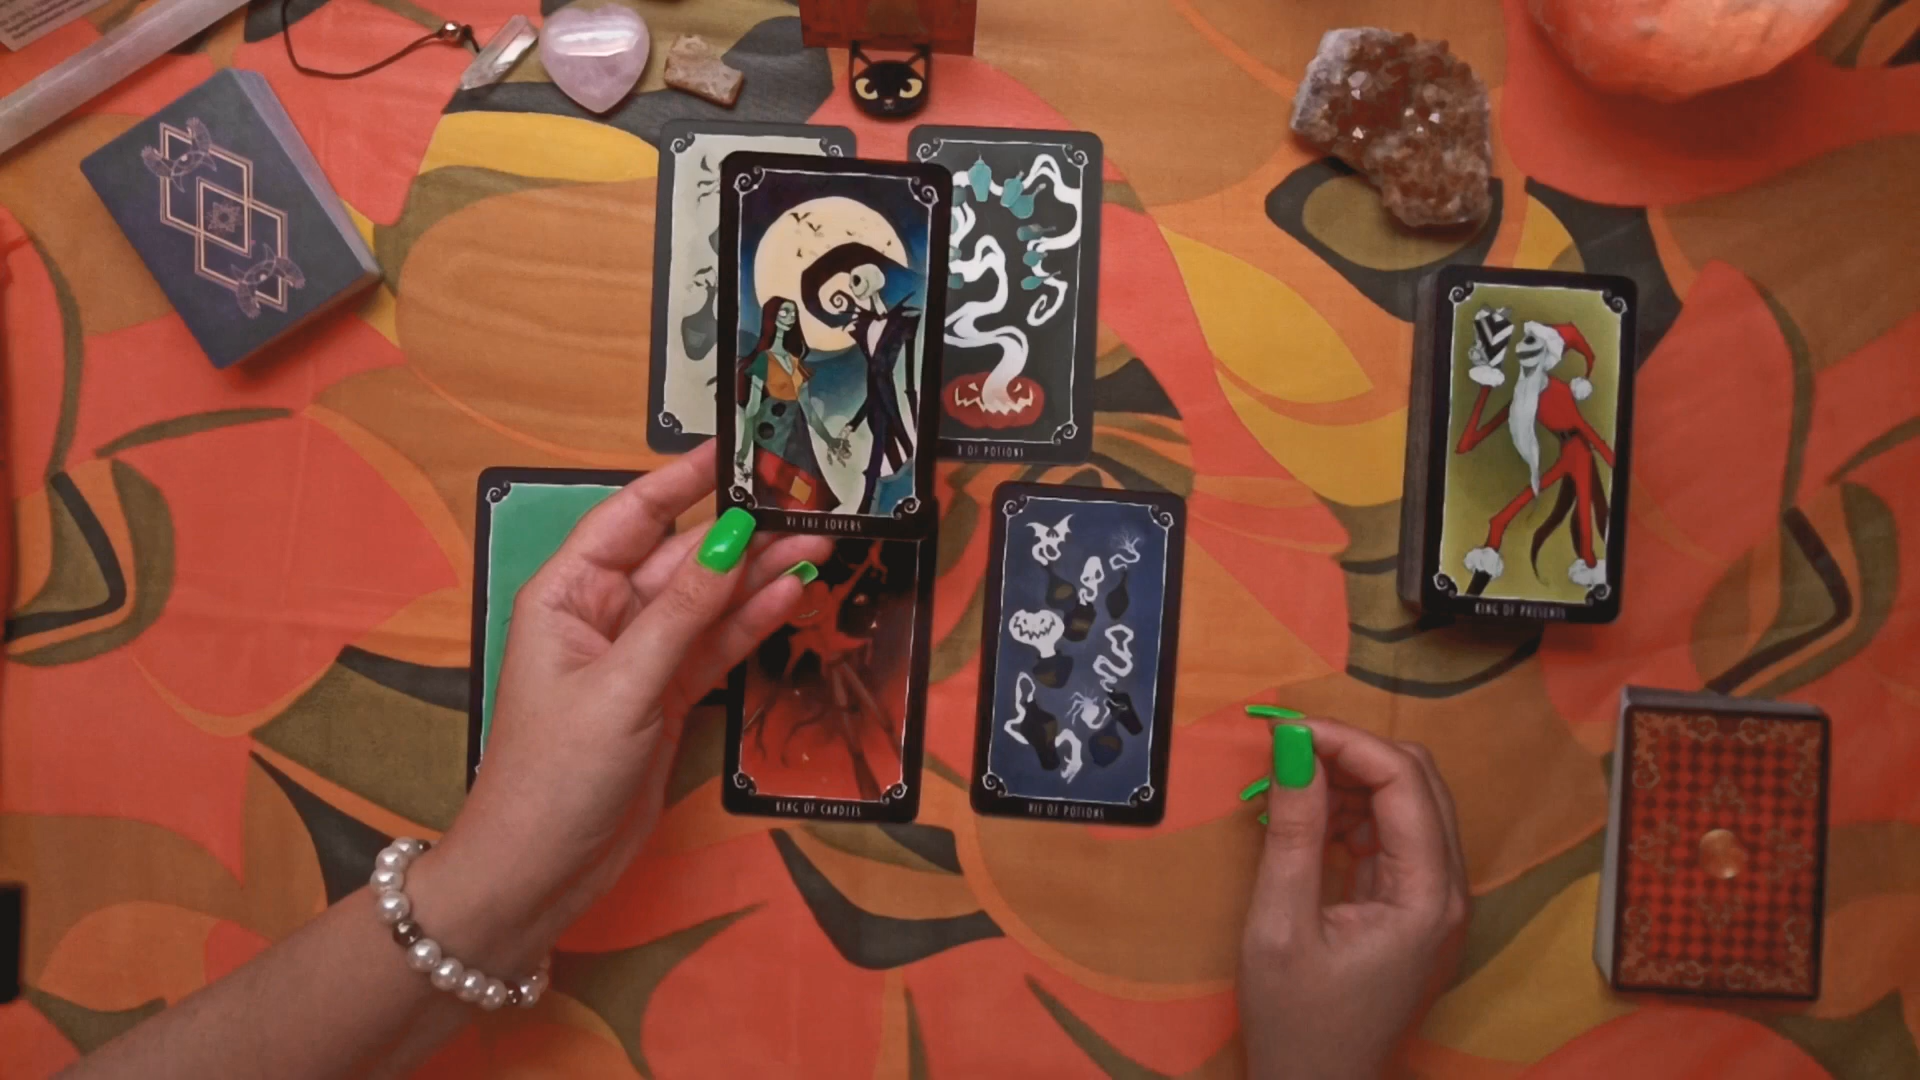 X OF POTIONS
VI THE LOVERS
KING OF PRESENTS
KING OF CANDLES
VII OF POTIONS